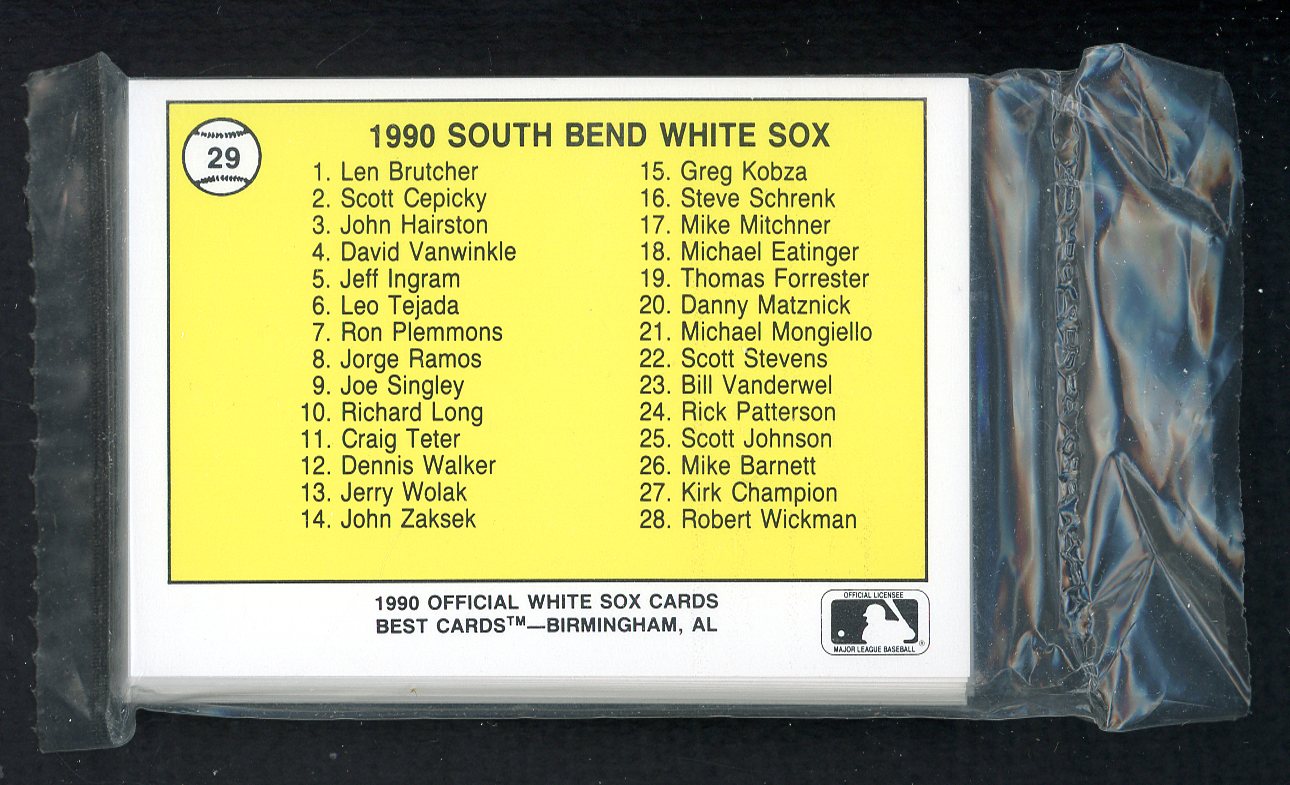 29
1990 SOUTH BEND WHITE SOX
1. Len Brutcher
2. Scott Cepicky
3. John Hairston
4. David Vanwinkle
5. Jeff Ingram
6. Leo Tejada
7. Ron Plemmons
8. Jorge Ramos
9. Joe Singley
10. Richard Long
11. Craig Teter
12. Dennis Walker
13. Jerry Wolak
14. John Zaksek
15. Greg Kobza
16. Steve Schrenk
17. Mike Mitchner
18. Michael Eatinger
19. Thomas Forrester
20. Danny Matznick
21. Michael Mongiello
22. Scott Stevens
23. Bill Vanderwel
24. Rick Patterson
25. Scott Johnson
26. Mike Barnett
27. Kirk Champion
28. Robert Wickman
1990 OFFICIAL WHITE SOX CARDS
BEST CARDS™—BIRMINGHAM, AL
OFFICIAL LICENSEE
MAJOR LEAGUE BASEBALL
®